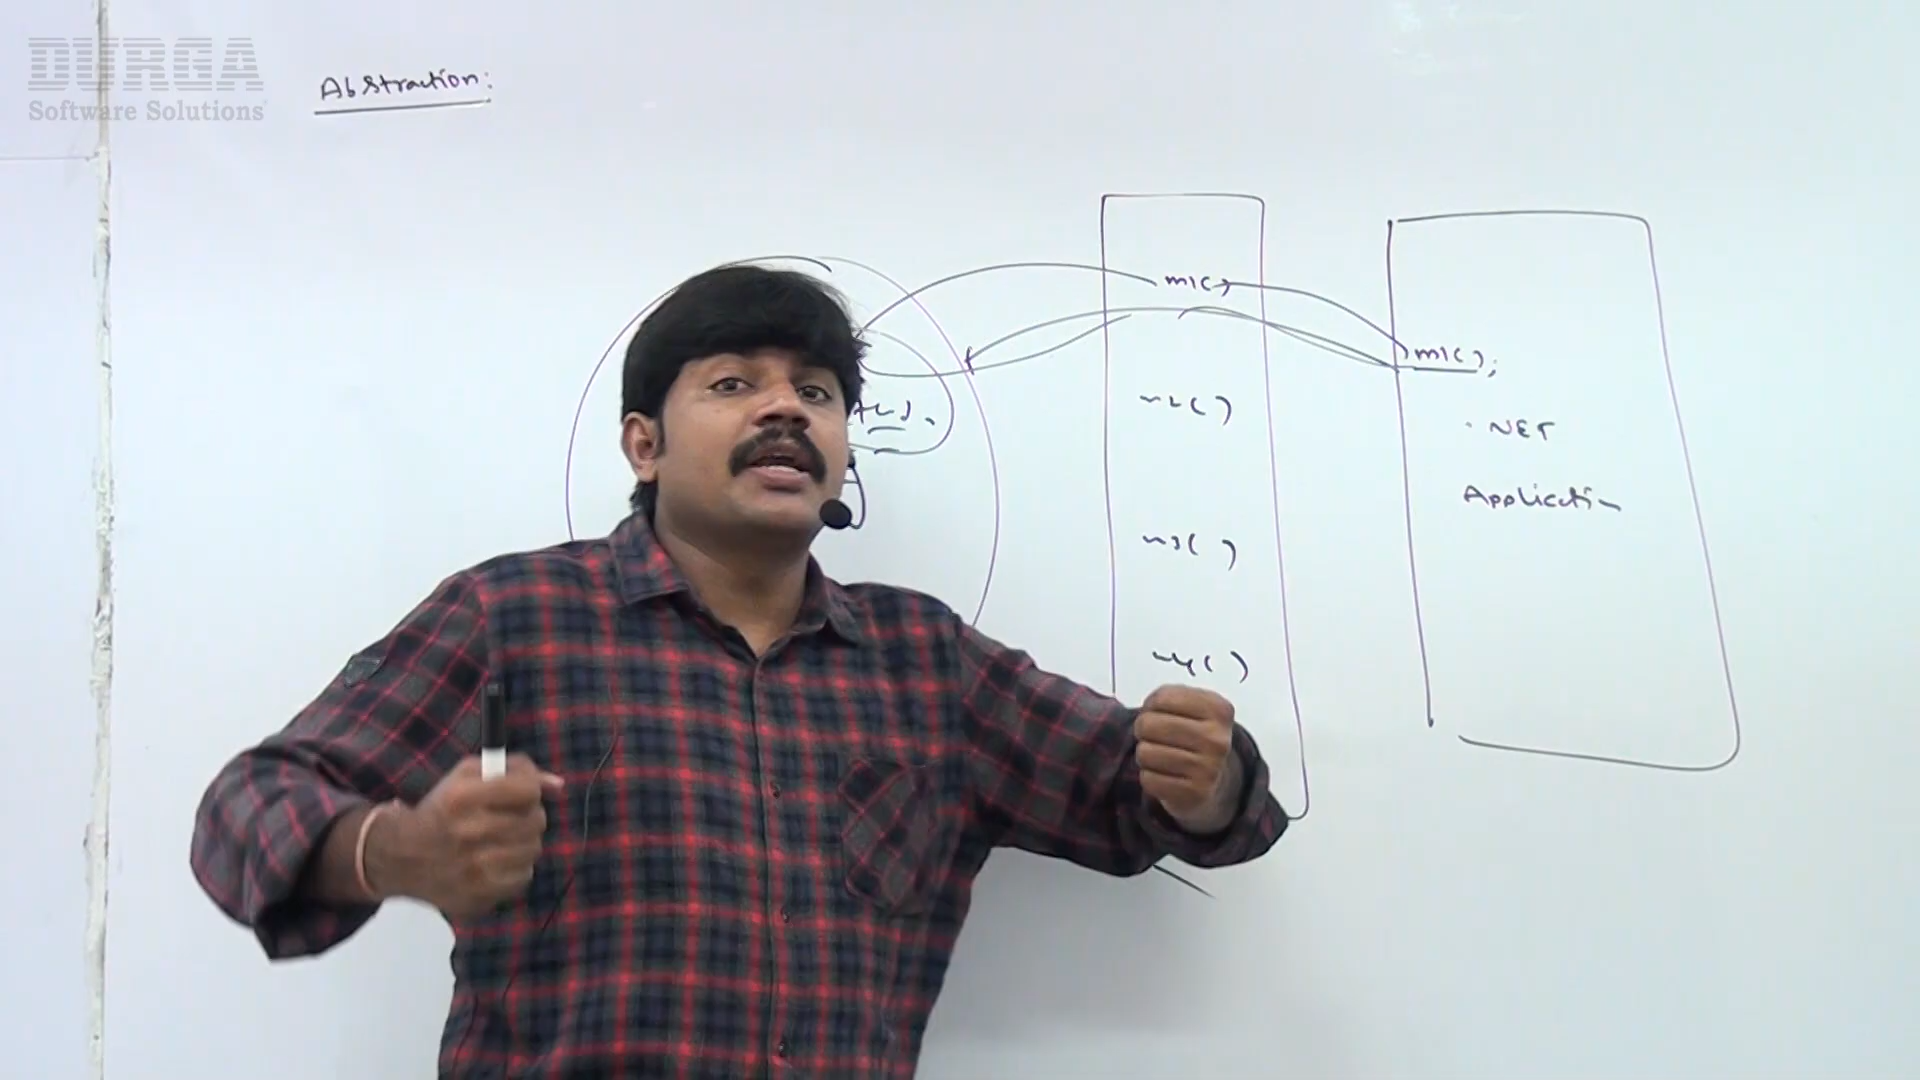 DURGA
Software Solutions
Abstraction:
m1()
m1();
m2()
.NET
Application
m3()
m4()